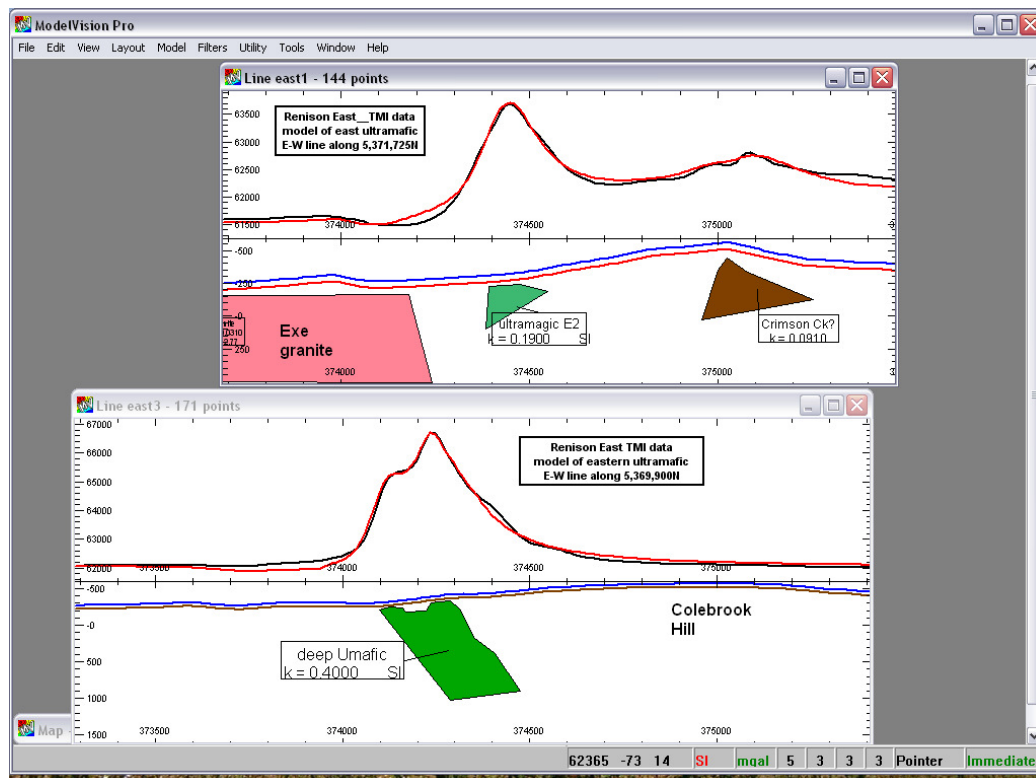 ModelVision Pro
File Edit View Layout Model Filters Utility Tools Window Help
Line east1 - 144 points
63500
63000
62500
62000
61500
Renison East__TMI data
model of east ultramafic
E-W line along 5,371,725N
374000
374500
375000
-500
-250
-0
250
Exe
granite
ultramagic E2
k = 0.1900 SI
Crimson Ck?
k = 0.0910
374000
374500
375000
Line east3 - 171 points
67000
66000
65000
64000
63000
62000
Renison East TMI data
model of eastern ultramafic
E-W line along 5,369,900N
373500
374000
374500
375000
-500
-0
500
1000
1500
deep Umafic
k = 0.4000 SI
Colebrook
Hill
373500
374000
374500
375000
Map
62365 -73 14 SI mgal 5 3 3 3 Pointer Immediate